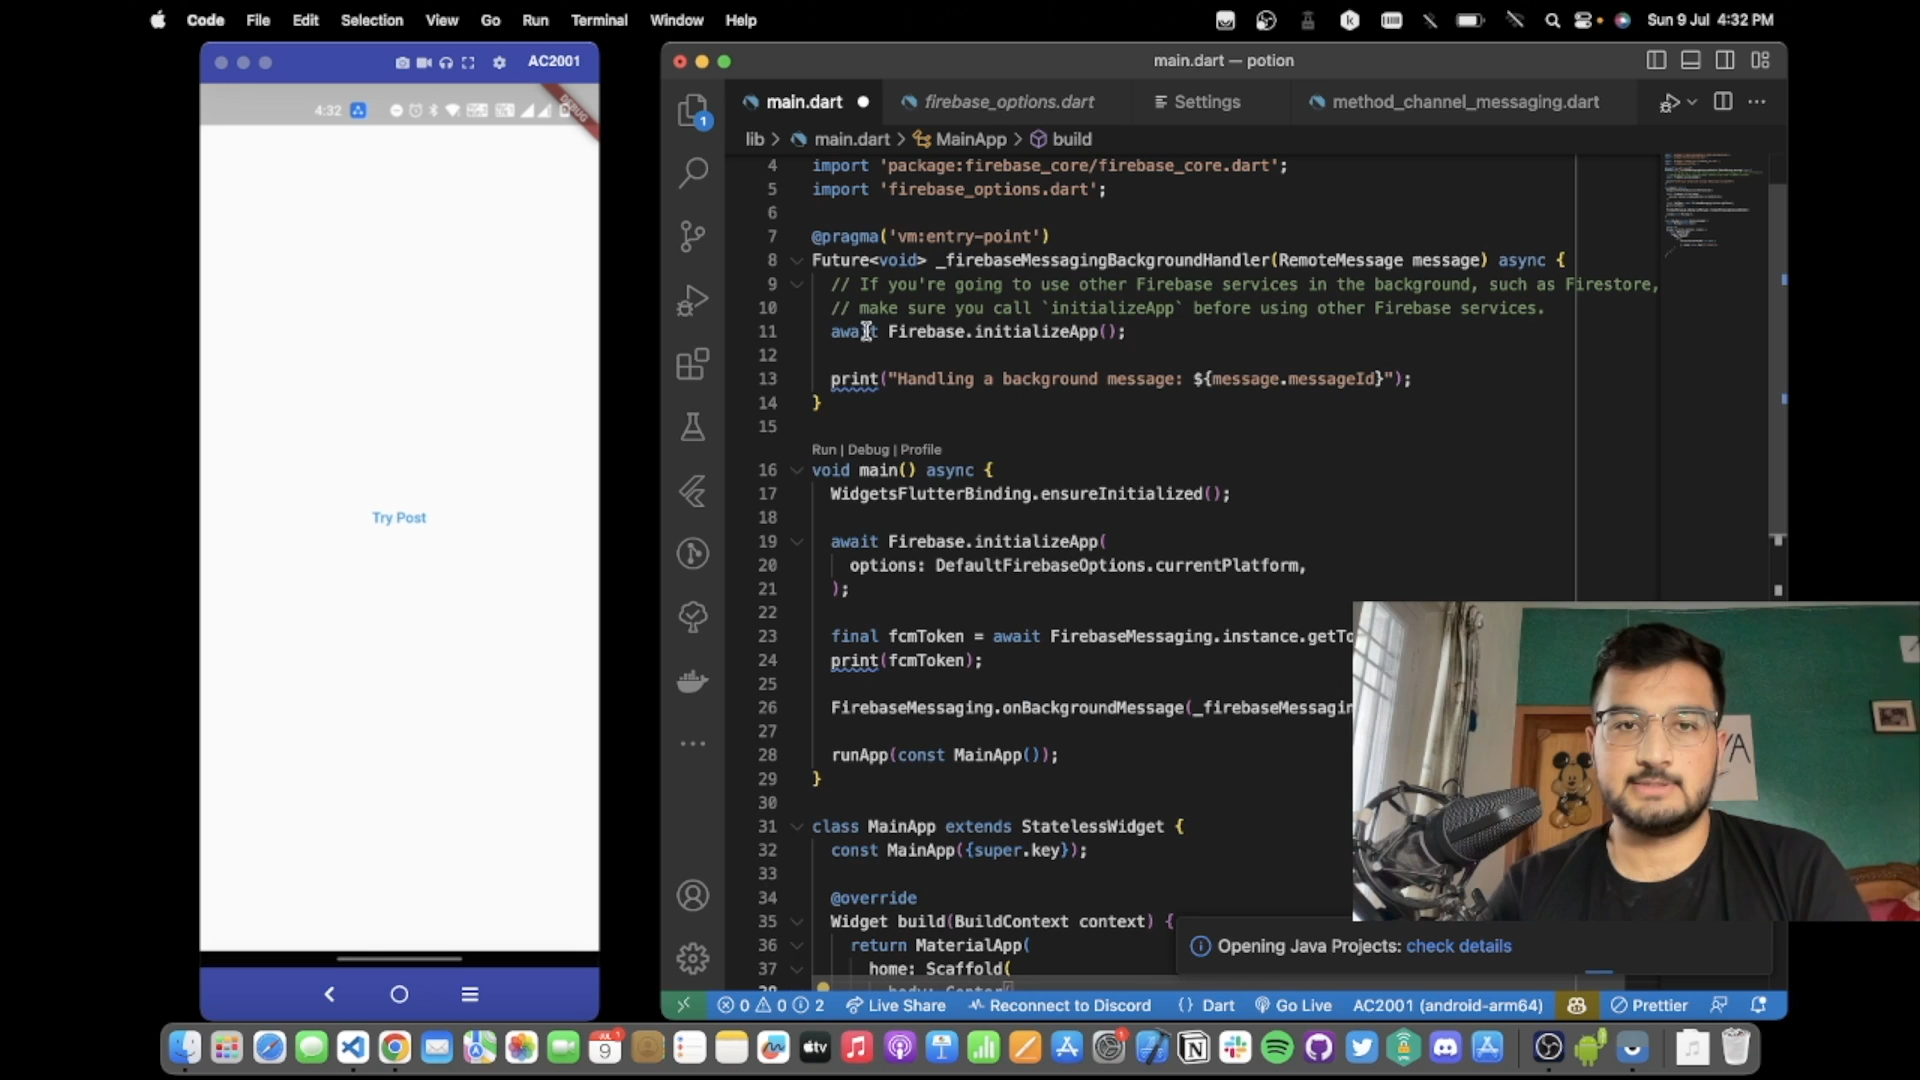 Code File Edit Selection View Go Run Terminal Window Help
Sun 9 Jul 4:32 PM
AC2001
4:32
DEBUG
Try Post
main.dart — potion
main.dart
firebase_options.dart
Settings
method_channel_messaging.dart
1
lib > main.dart > MainApp > build
4 import 'package:firebase_core/firebase_core.dart';
5 import 'firebase_options.dart';
6
7 @pragma('vm:entry-point')
8 Future<void> _firebaseMessagingBackgroundHandler(RemoteMessage message) async {
9 // If you're going to use other Firebase services in the background, such as Firestore,
10 // make sure you call `initializeApp` before using other Firebase services.
11 await Firebase.initializeApp();
12
13 print("Handling a background message: ${message.messageId}");
14 }
15
Run | Debug | Profile
16 void main() async {
17 WidgetsFlutterBinding.ensureInitialized();
18
19 await Firebase.initializeApp(
20 options: DefaultFirebaseOptions.currentPlatform,
21 );
22
23 final fcmToken = await FirebaseMessaging.instance.getTo
24 print(fcmToken);
25
26 FirebaseMessaging.onBackgroundMessage(_firebaseMessagin
27
28 runApp(const MainApp());
29 }
30
31 class MainApp extends StatelessWidget {
32 const MainApp({super.key});
33
34 @override
35 Widget build(BuildContext context) {
36 return MaterialApp(
37 home: Scaffold(
Opening Java Projects: check details
0 0 2 Live Share Reconnect to Discord {} Dart Go Live AC2001 (android-arm64) Prettier
JUL
9
1
tv